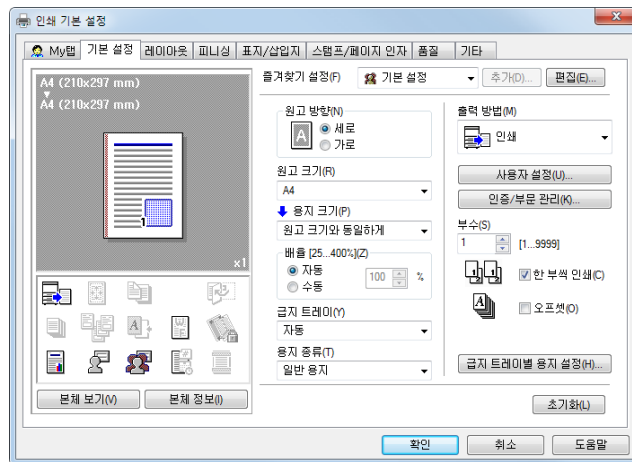 인쇄 기본 설정
My탭 기본 설정 레이아웃 피니싱 표지/삽입지 스탬프/페이지 인자 품질 기타
A4 (210x297 mm)
A4 (210x297 mm)
1
x1
본체 보기(V) 본체 정보(I)
즐겨찾기 설정(F) 기본 설정 추가(D)... 편집(E)...
원고 방향(N)
A 세로
가로
원고 크기(R)
A4
용지 크기(P)
원고 크기와 동일하게
배율 [25...400%](Z)
자동
수동
100 %
급지 트레이(Y)
자동
용지 종류(T)
일반 용지
출력 방법(M)
인쇄
사용자 설정(U)...
인증/부문 관리(K)...
부수(S)
1 [1...9999]
1 2 1 2 한 부씩 인쇄(C)
A 오프셋(O)
급지 트레이별 용지 설정(H)...
초기화(L)
확인 취소 도움말